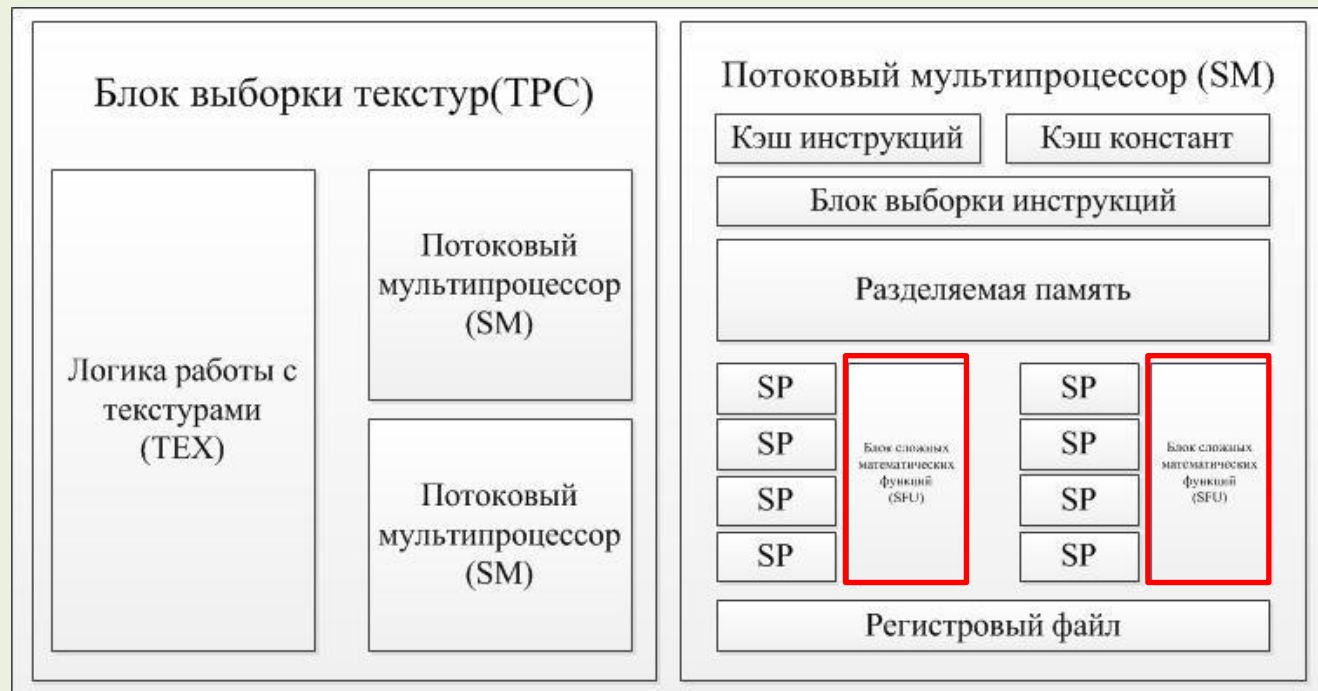 Блок выборки текстур(TPC)
Логика работы с
текстурами
(TEX)
Потоковый
мультипроцессор
(SM)
Потоковый
мультипроцессор
(SM)
Потоковый мультипроцессор (SM)
Кэш инструкций
Кэш констант
Блок выборки инструкций
Разделяемая память
SP
SP
SP
SP
Блок сложных
математических
функций
(SFU)
SP
SP
SP
SP
Блок сложных
математических
функций
(SFU)
Регистровый файл